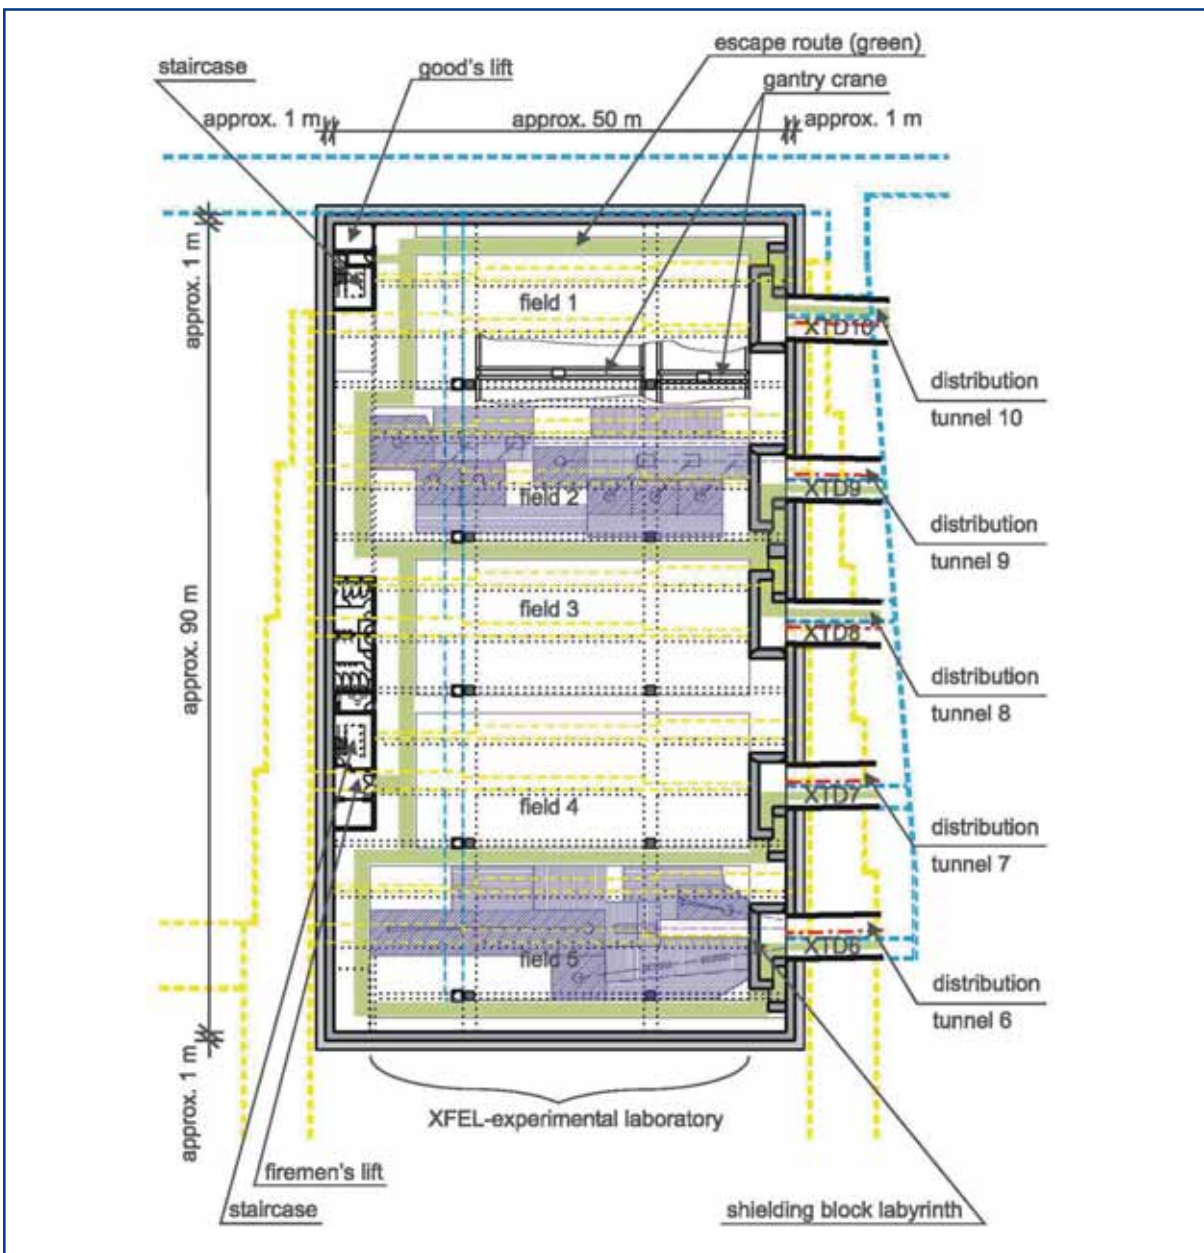 escape route (green)
staircase
good's lift
gantry crane
approx. 1 m
approx. 50 m
approx. 1 m
approx. 1 m
field 1
XTD10
distribution
tunnel 10
field 2
XTD9
distribution
tunnel 9
approx. 90 m
field 3
XTD8
distribution
tunnel 8
field 4
XTD7
distribution
tunnel 7
field 5
XTD6
distribution
tunnel 6
approx. 1 m
XFEL-experimental laboratory
firemen's lift
staircase
shielding block labyrinth